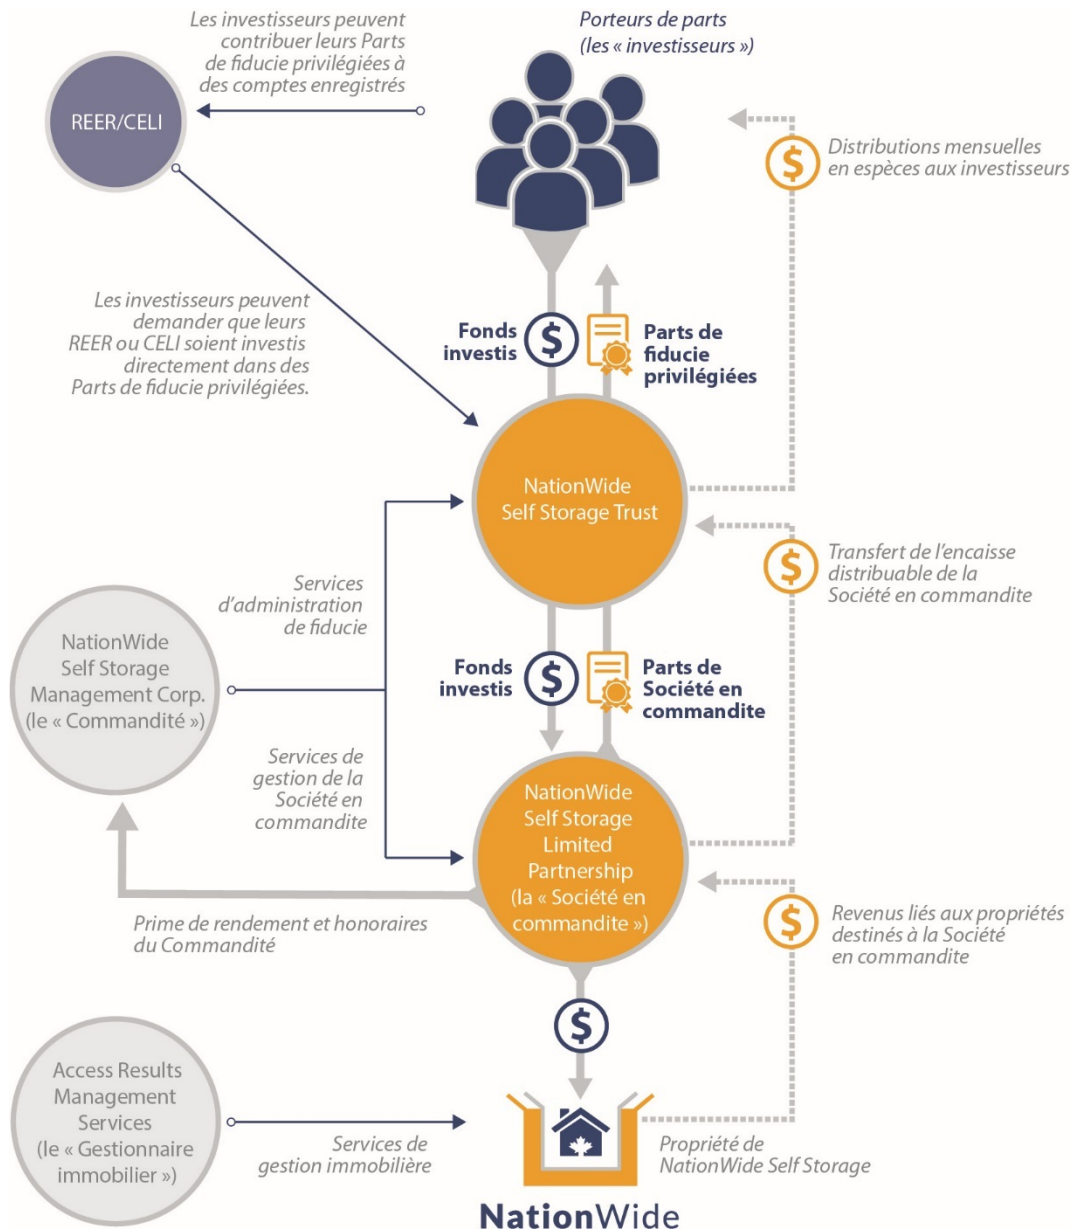 Les investisseurs peuvent
contribuer leurs Parts
de fiducie privilégiées à
des comptes enregistrés
Porteurs de parts
(les « investisseurs »)
REER/CELI
$
Distributions mensuelles
en espèces aux investisseurs
Les investisseurs peuvent
demander que leurs
REER ou CELI soient investis
directement dans des
Parts de fiducie privilégiées.
Fonds
investis
$
Parts de
fiducie
privilégiées
NationWide
Self Storage Trust
$
Transfert de l'encaisse
distribuable de la
Société en commandite
Services
d'administration
de fiducie
NationWide
Self Storage
Management Corp.
(le « Commandité »)
Fonds
investis
$
Parts de
Société en
commandite
Services de
gestion de la
Société en
commandite
NationWide
Self Storage
Limited
Partnership
(la « Société en
commandite »)
Prime de rendement et honoraires
du Commandité
$
Revenus liés aux propriétés
destinés à la Société
en commandite
$
Access Results
Management
Services
(le « Gestionnaire
immobilier »)
Services de
gestion immobilière
Propriété de
NationWide Self Storage
NationWide